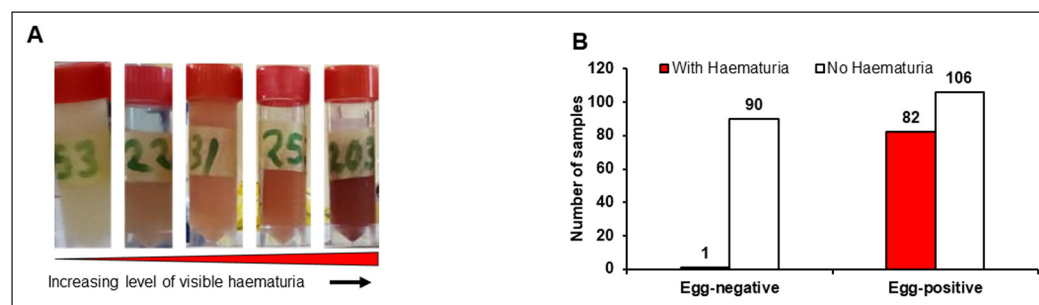 A
53
22
31
25
203
Increasing level of visible haematuria
B
With Haematuria
No Haematuria
Number of samples
120
100
80
60
40
20
0
1
90
82
106
Egg-negative
Egg-positive